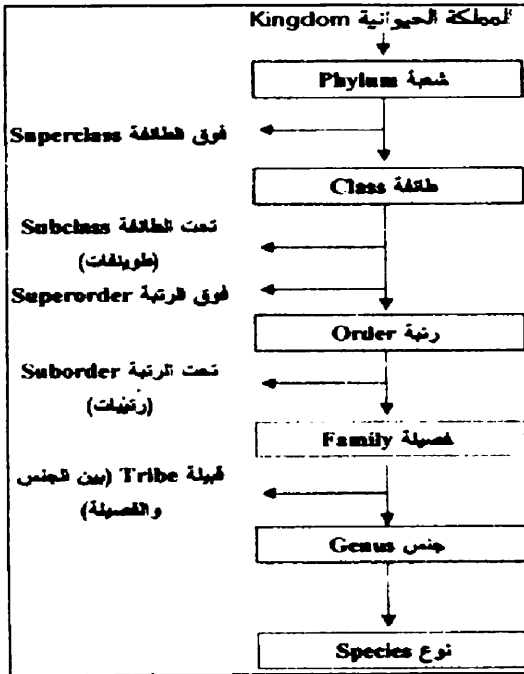 المملكة الحيوانية Kingdom
شعبة Phylum
فوق الطائفة Superclass
طائفة Class
تحت الطائفة Subclass
(طوينفات)
فوق الرتبة Superorder
رتبة Order
تحت الرتبة Suborder
(رتيبات)
فصيلة Family
قبيلة Tribe (بين الجنس
والفصيلة)
جنس Genus
نوع Species